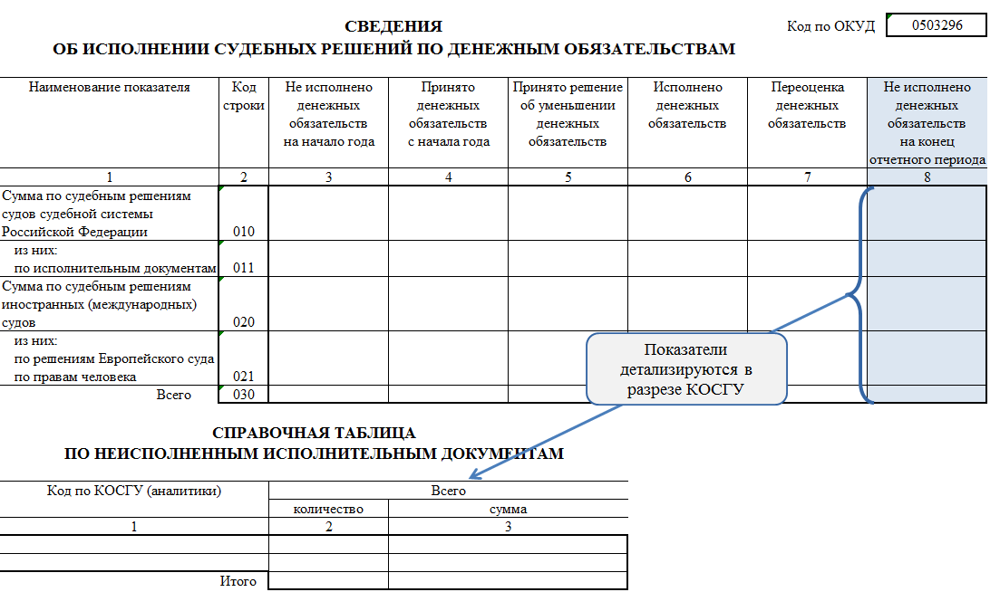 СВЕДЕНИЯ
Код по ОКУД 0503296
ОБ ИСПОЛНЕНИИ СУДЕБНЫХ РЕШЕНИЙ ПО ДЕНЕЖНЫМ ОБЯЗАТЕЛЬСТВАМ
Наименование показателя
Код
строки
Не исполнено
денежных
обязательств
на начало года
Принято
денежных
обязательств
с начала года
Принято решение
об уменьшении
денежных
обязательств
Исполнено
денежных
обязательств
Переоценка
денежных
обязательств
Не исполнено
денежных
обязательств
на конец
отчетного периода
1 2 3 4 5 6 7 8
Сумма по судебным решениям
судов судебной системы
Российской Федерации 010
из них:
по исполнительным документам 011
Сумма по судебным решениям
иностранных (международных)
судов 020
из них:
по решениям Европейского суда
по правам человека 021
Всего 030
Показатели
детализируются в
разрезе КОСГУ
СПРАВОЧНАЯ ТАБЛИЦА
ПО НЕИСПОЛНЕННЫМ ИСПОЛНИТЕЛЬНЫМ ДОКУМЕНТАМ
Код по КОСГУ (аналитики) Всего
количество сумма
1 2 3
Итого